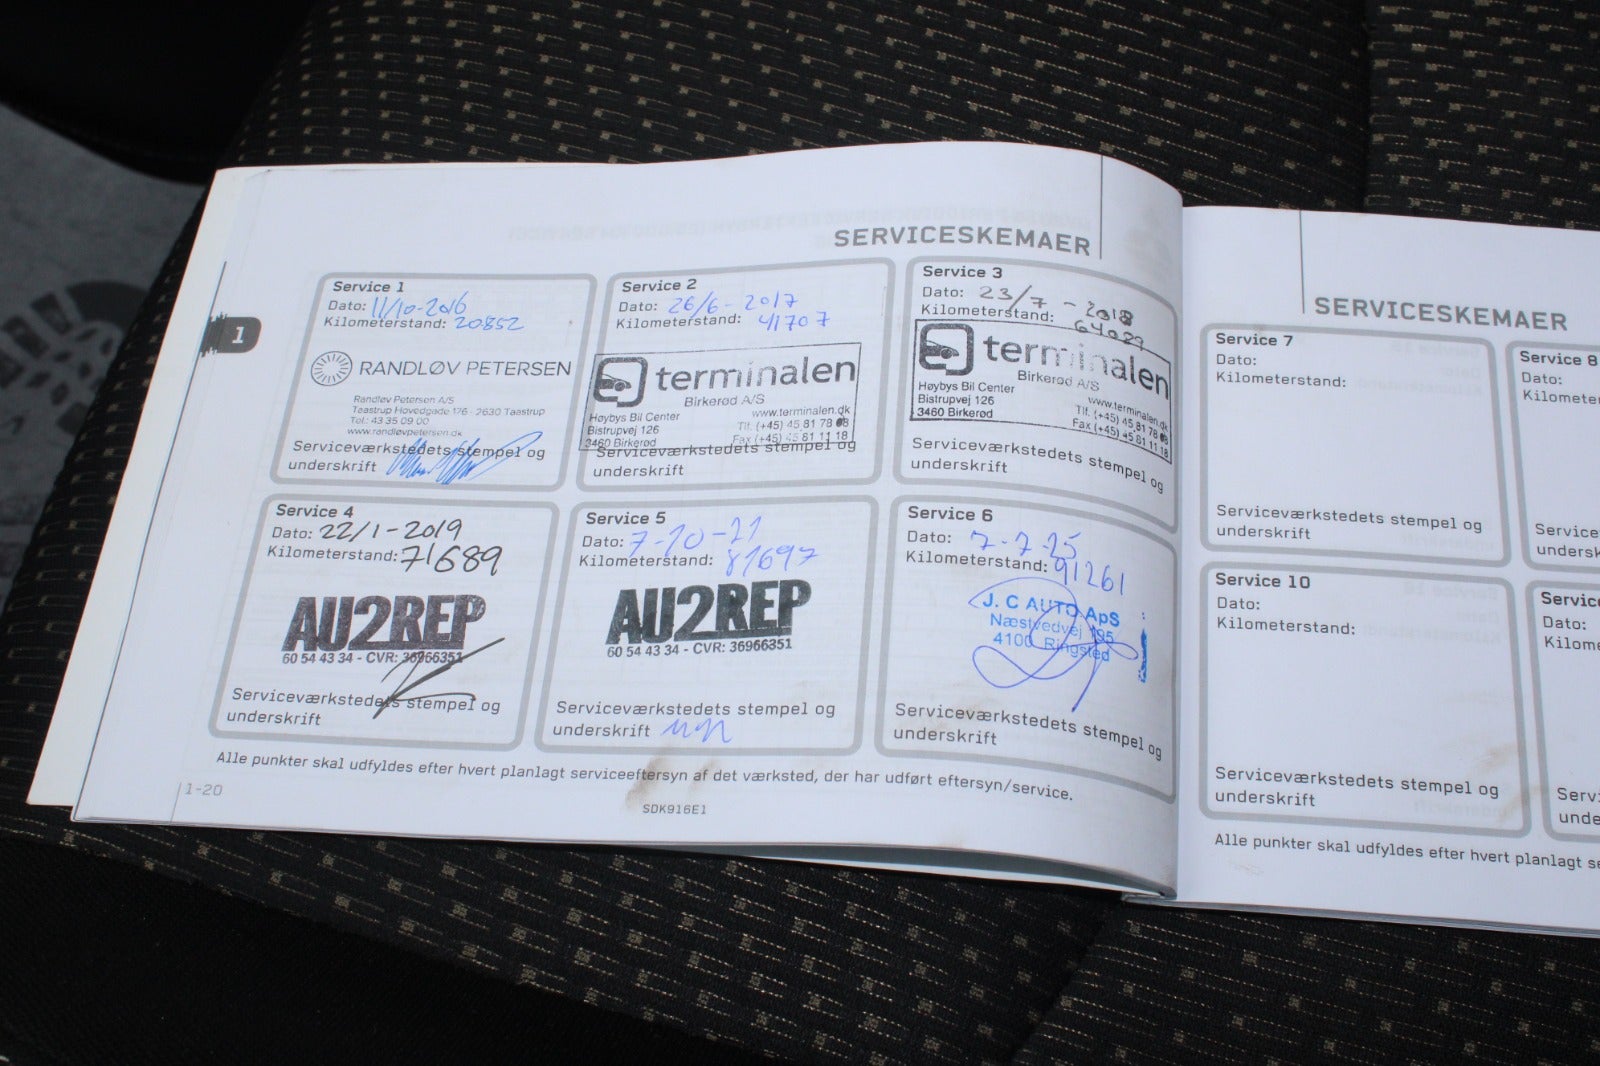 SERVICESKEMAER
1
Service 1
Dato: 11/10-2016
Kilometerstand: 20852
RANDLØV PETERSEN
Randløv Petersen A/S
Taastrup Hovedgade 176 - 2630 Taastrup
Tel.: 43 35 09 00
www.randlovpetersen.dk
Serviceværkstedets stempel og
underskrift
Service 2
Dato: 26/6-2017
Kilometerstand: 41707
terminalen
Birkerød A/S
Høybys Bil Center
Bistrupvej 126
3460 Birkerød
www.terminalen.dk
Tlf. (+45) 45 81 78 08
Fax (+45) 45 81 11 18
Serviceværkstedets stempel og
underskrift
Service 3
Dato: 23/7-2018
Kilometerstand: 64029
terminalen
Birkerød A/S
Høybys Bil Center
Bistrupvej 126
3460 Birkerød
www.terminalen.dk
Tlf. (+45) 45 81 78 08
Fax (+45) 45 81 11 18
Serviceværkstedets stempel og
underskrift
Service 4
Dato: 22/1-2019
Kilometerstand: 71689
AU2REP
60 54 43 34 - CVR: 36966351
Serviceværkstedets stempel og
underskrift
Service 5
Dato: 7-10-21
Kilometerstand: 81697
AU2REP
60 54 43 34 - CVR: 36966351
Serviceværkstedets stempel og
underskrift
Service 6
Dato: 7-7-25
Kilometerstand: 91261
J. C AUTO ApS
Næstvedvej 195
4100 Ringsted
Serviceværkstedets stempel og
underskrift
Alle punkter skal udfyldes efter hvert planlagt serviceeftersyn af det værksted, der har udført eftersyn/service.
1-20
SDK916E1
SERVICESKEMAER
Service 7
Dato:
Kilometerstand:
Serviceværkstedets stempel og
underskrift
Service 8
Dato:
Kilomete
Servicev
undersk
Service 10
Dato:
Kilometerstand:
Serviceværkstedets stempel og
underskrift
Servic
Dato:
Kilom
Servi
unde
Alle punkter skal udfyldes efter hvert planlagt s